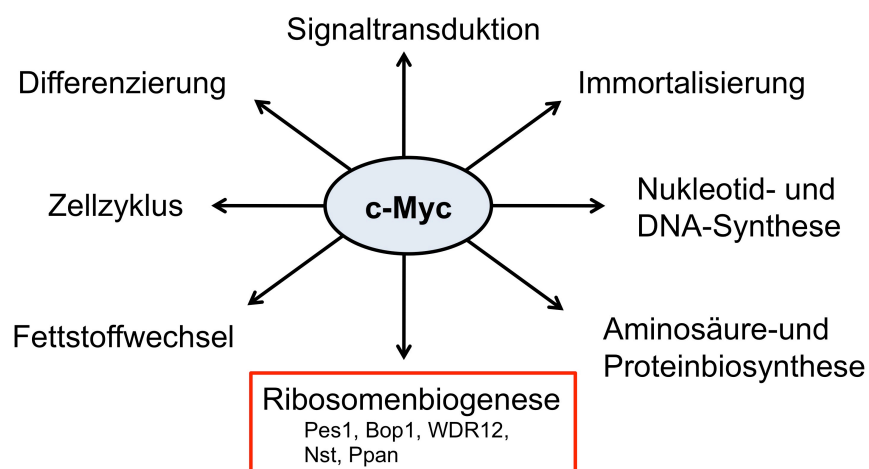 Signaltransduktion
Differenzierung
Immortalisierung
Zellzyklus
c-Myc
Nukleotid- und
DNA-Synthese
Fettstoffwechsel
Aminosäure-und
Proteinbiosynthese
Ribosomenbiogenese
Pes1, Bop1, WDR12,
Nst, Ppan